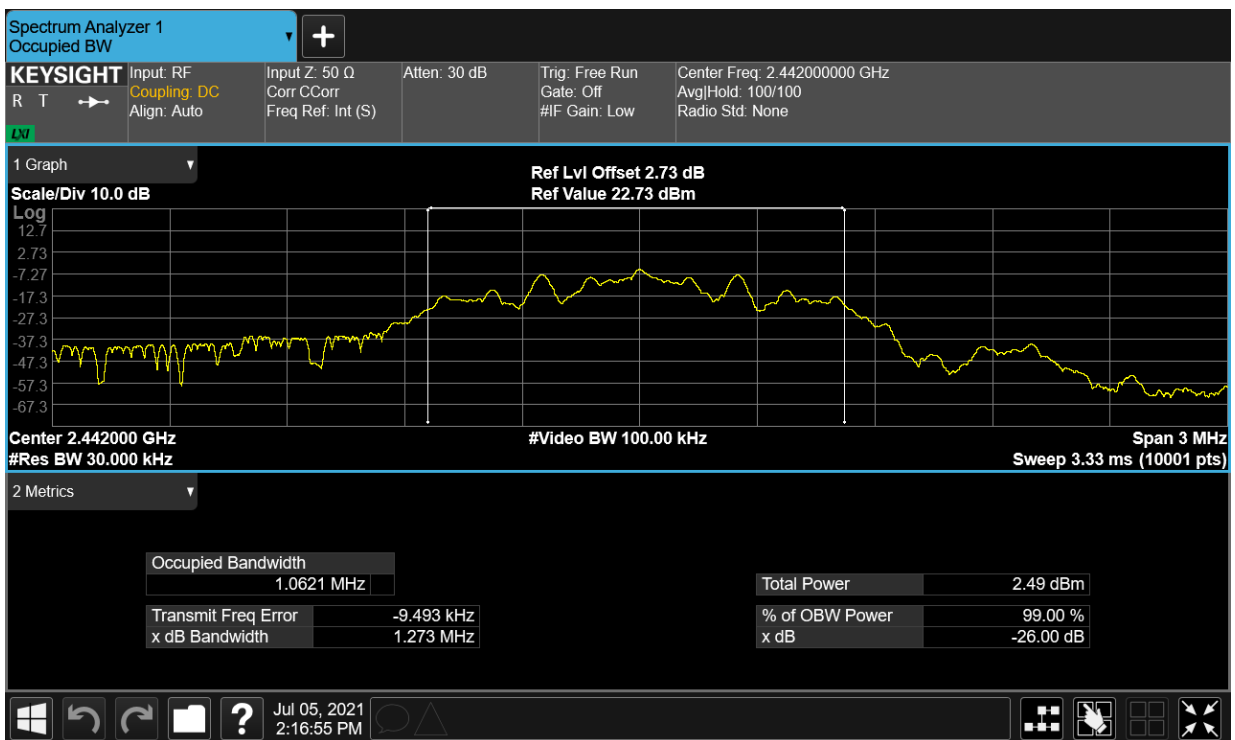 Spectrum Analyzer 1
Occupied BW
KEYSIGHT
R T
LXI
Input: RF
Coupling: DC
Align: Auto
Input Z: 50 Ω
Corr CCorr
Freq Ref: Int (S)
Atten: 30 dB
Trig: Free Run
Gate: Off
#IF Gain: Low
Center Freq: 2.442000000 GHz
Avg|Hold: 100/100
Radio Std: None
1 Graph
Scale/Div 10.0 dB
Ref Lvl Offset 2.73 dB
Ref Value 22.73 dBm
Log
12.7
2.73
-7.27
-17.3
-27.3
-37.3
-47.3
-57.3
-67.3
Center 2.442000 GHz
#Video BW 100.00 kHz
Span 3 MHz
#Res BW 30.000 kHz
Sweep 3.33 ms (10001 pts)
2 Metrics
Occupied Bandwidth
1.0621 MHz
Total Power 2.49 dBm
Transmit Freq Error -9.493 kHz
% of OBW Power 99.00 %
x dB Bandwidth 1.273 MHz
x dB -26.00 dB
?
Jul 05, 2021
2:16:55 PM